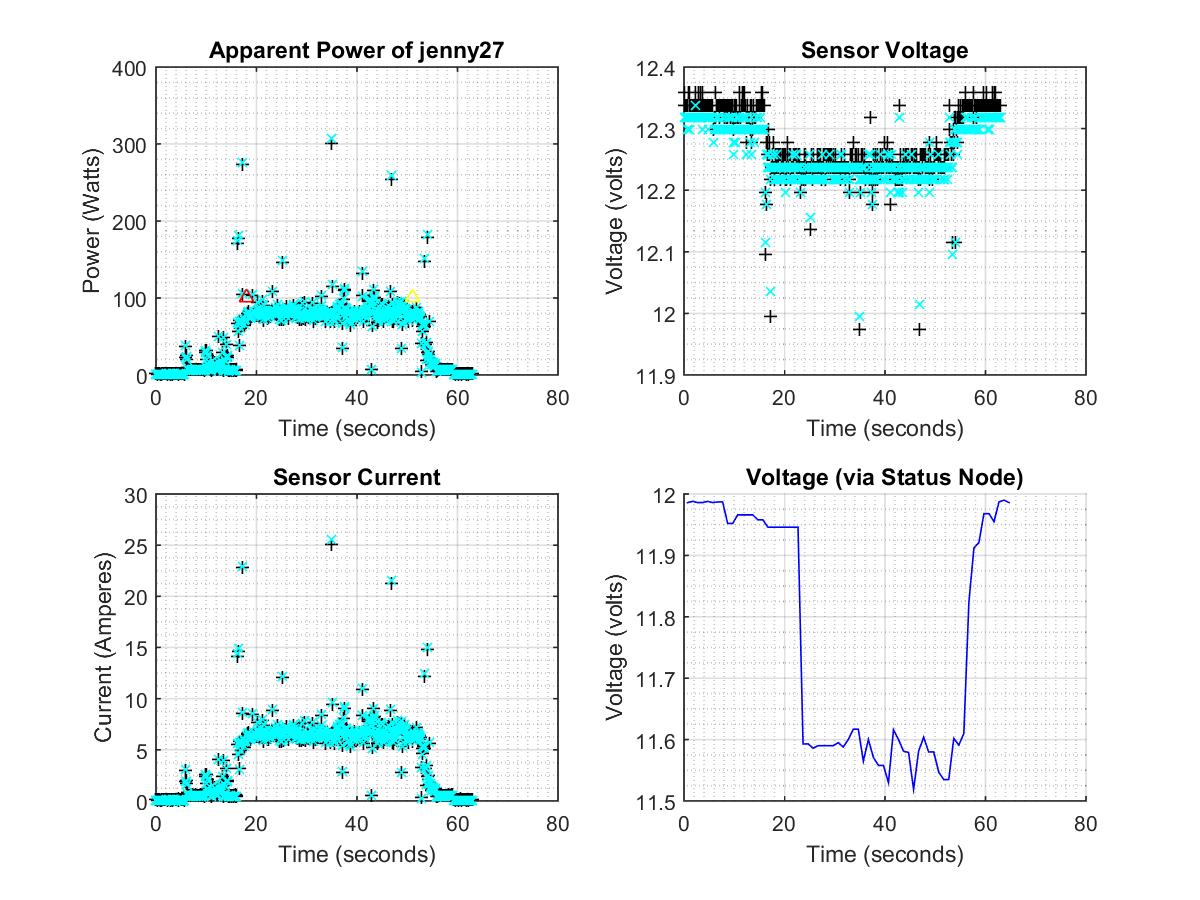 Apparent Power of jenny27
400
300
200
100
0
Power (Watts)
0 20 40 60 80
Time (seconds)
Sensor Voltage
12.4
12.3
12.2
12.1
12
11.9
Voltage (volts)
0 20 40 60 80
Time (seconds)
Sensor Current
30
25
20
15
10
5
0
Current (Amperes)
0 20 40 60 80
Time (seconds)
Voltage (via Status Node)
12
11.9
11.8
11.7
11.6
11.5
Voltage (volts)
0 20 40 60 80
Time (seconds)